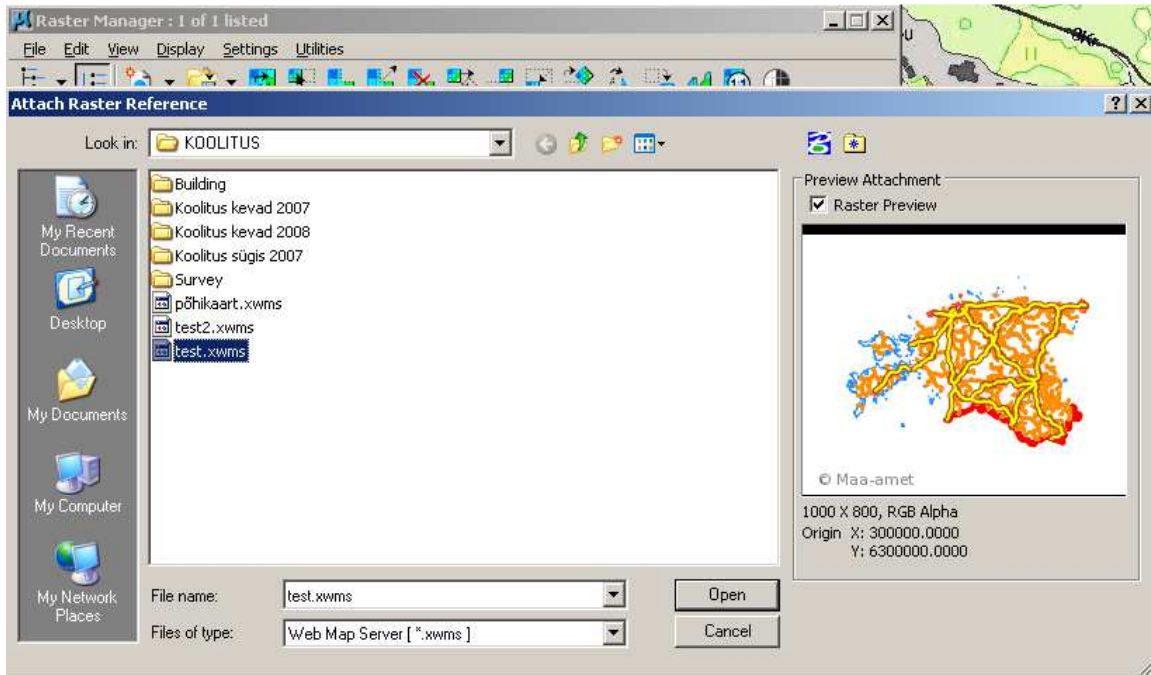 Raster Manager : 1 of 1 listed
File Edit View Display Settings Utilities
1:1
Attach Raster Reference
Look in: KOOLITUS
My Recent Documents
Desktop
My Documents
My Computer
My Network Places
Building
Koolitus kevad 2007
Koolitus kevad 2008
Koolitus sügis 2007
Survey
põhikaart.xwms
test2.xwms
test.xwms
File name: test.xwms
Files of type: Web Map Server [ *.xwms ]
Open
Cancel
Preview Attachment
Raster Preview
© Maa-amet
1000 X 800, RGB Alpha
Origin X: 300000.0000
Y: 6300000.0000